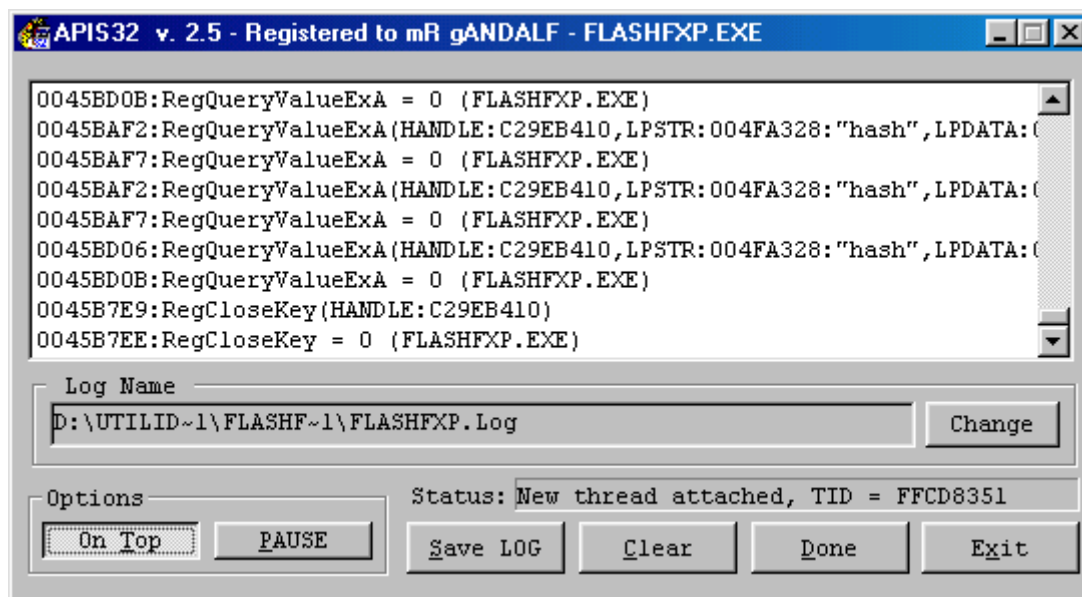 APIS32 v. 2.5 - Registered to mR gANDALF - FLASHFXP.EXE
0045BD0B:RegQueryValueExA = 0 (FLASHFXP.EXE)
0045BAF2:RegQueryValueExA(HANDLE:C29EB410,LPSTR:004FA328:"hash",LPDATA:(
0045BAF7:RegQueryValueExA = 0 (FLASHFXP.EXE)
0045BAF2:RegQueryValueExA(HANDLE:C29EB410,LPSTR:004FA328:"hash",LPDATA:(
0045BAF7:RegQueryValueExA = 0 (FLASHFXP.EXE)
0045BD06:RegQueryValueExA(HANDLE:C29EB410,LPSTR:004FA328:"hash",LPDATA:(
0045BD0B:RegQueryValueExA = 0 (FLASHFXP.EXE)
0045B7E9:RegCloseKey(HANDLE:C29EB410)
0045B7EE:RegCloseKey = 0 (FLASHFXP.EXE)
Log Name
D:\UTILID~1\FLASHF~1\FLASHFXP.Log
Change
Options
Status: New thread attached, TID = FFCD8351
On Top
PAUSE
Save LOG
Clear
Done
Exit